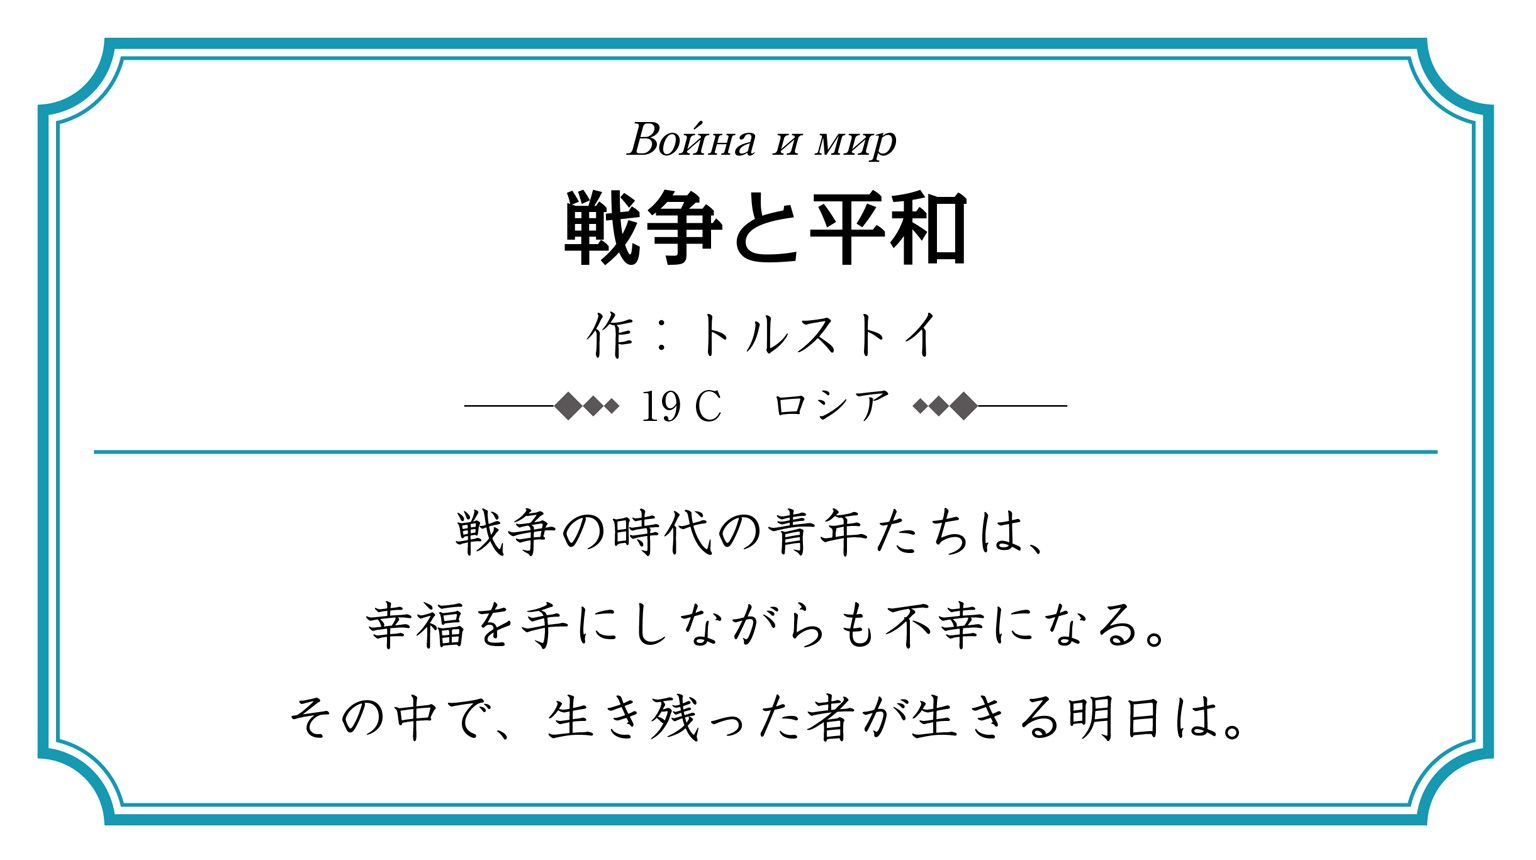 Вои́на и мир
戦争と平和
作：トルストイ
19 C　ロシア
戦争の時代の青年たちは、
幸福を手にしながらも不幸になる。
その中で、生き残った者が生きる明日は。